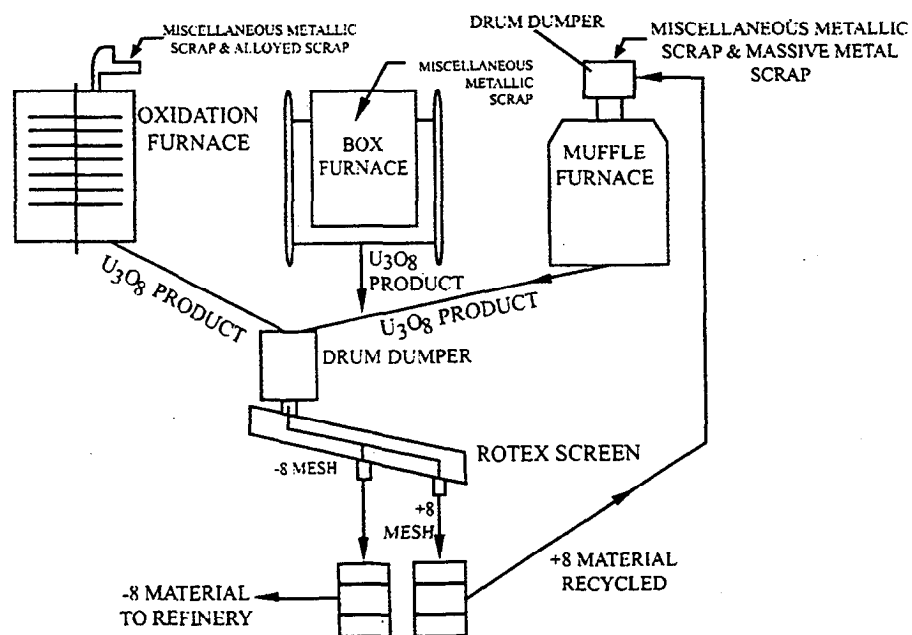 MISCELLANEOUS METALLIC
SCRAP & ALLOYED SCRAP
OXIDATION
FURNACE
MISCELLANEOUS
METALLIC
SCRAP
BOX
FURNACE
DRUM DUMPER
MISCELLANEOUS METALLIC
SCRAP & MASSIVE METAL
SCRAP
MUFFLE
FURNACE
U3O8 PRODUCT
U3O8
PRODUCT
U3O8 PRODUCT
DRUM DUMPER
ROTEX SCREEN
-8 MESH
+8
MESH
-8 MATERIAL
TO REFINERY
+8 MATERIAL
RECYCLED